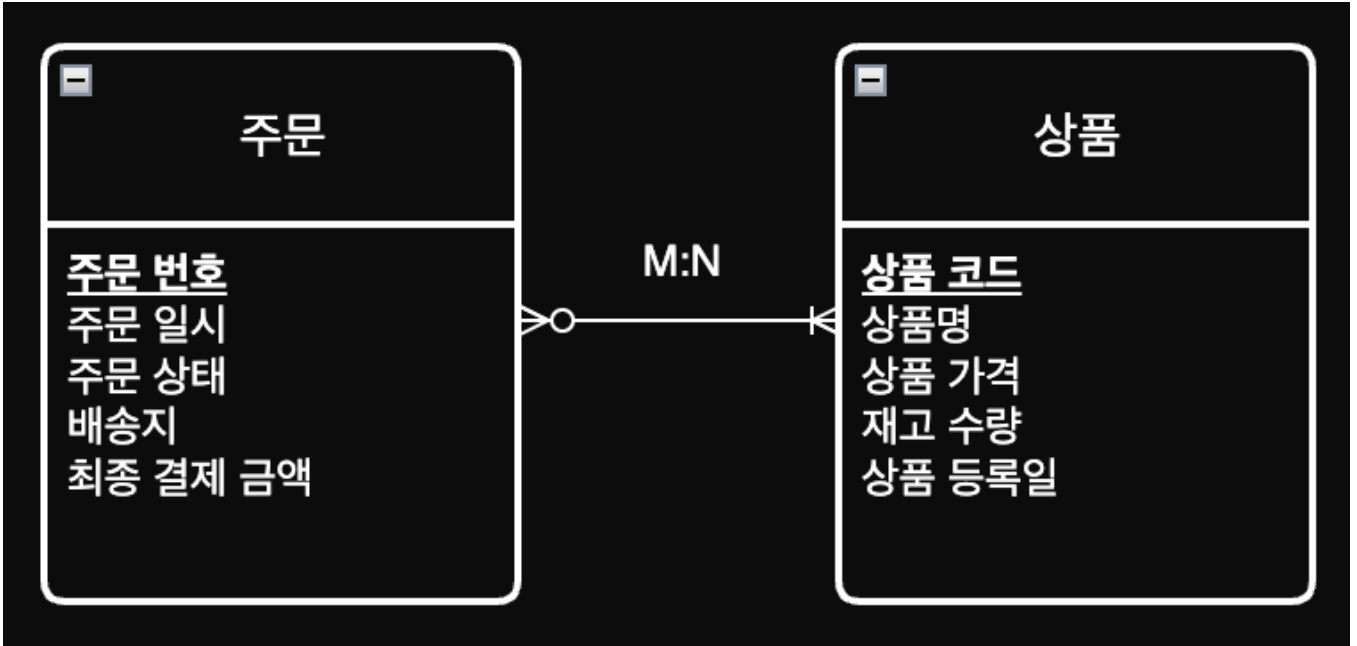 주문
주문 번호
주문 일시
주문 상태
배송지
최종 결제 금액
M:N
상품
상품 코드
상품명
상품 가격
재고 수량
상품 등록일